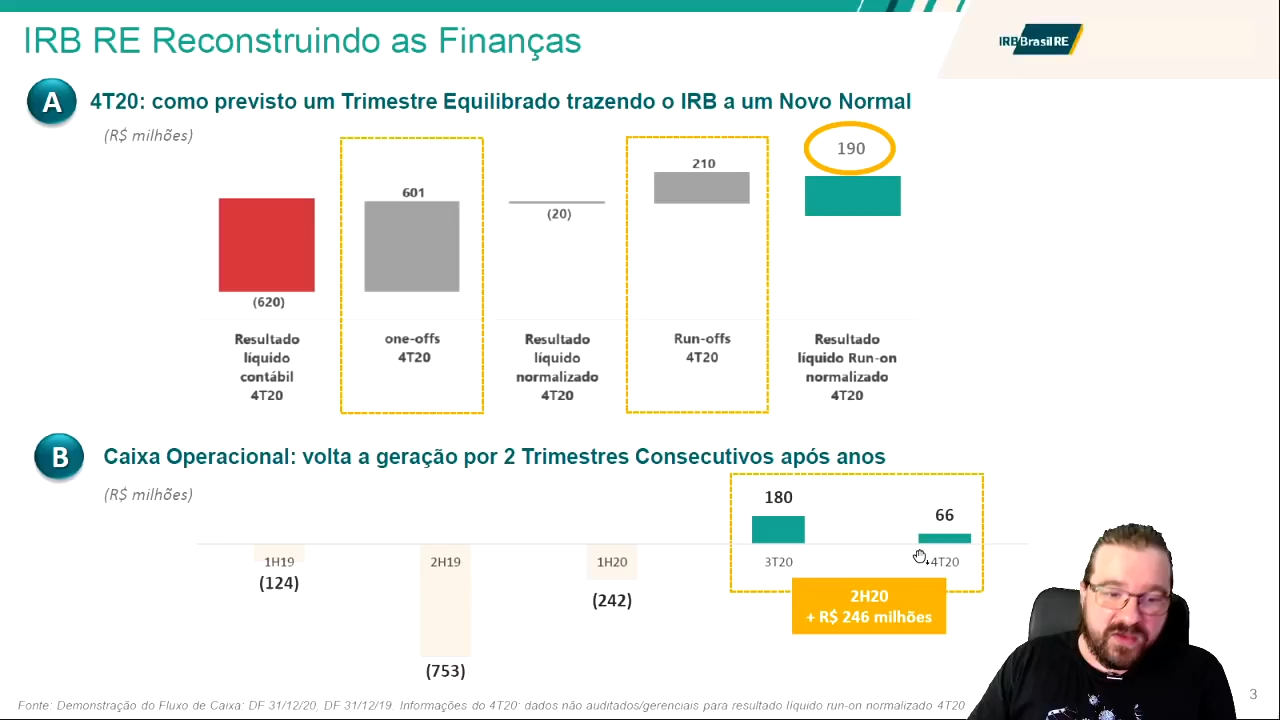 IRB RE Reconstruindo as Finanças
IRBBrasilRE
A
4T20: como previsto um Trimestre Equilibrado trazendo o IRB a um Novo Normal
(R$ milhões)
(620)
601
(20)
210
190
Resultado
líquido
contábil
4T20
one-offs
4T20
Resultado
líquido
normalizado
4T20
Run-offs
4T20
Resultado
líquido Run-on
normalizado
4T20
B
Caixa Operacional: volta a geração por 2 Trimestres Consecutivos após anos
(R$ milhões)
1H19
(124)
2H19
(753)
1H20
(242)
180
3T20
66
4T20
2H20
+ R$ 246 milhões
Fonte: Demonstração do Fluxo de Caixa: DF 31/12/20, DF 31/12/19. Informações do 4T20: dados não auditados/gerenciais para resultado líquido run-on normalizado 4T20
3